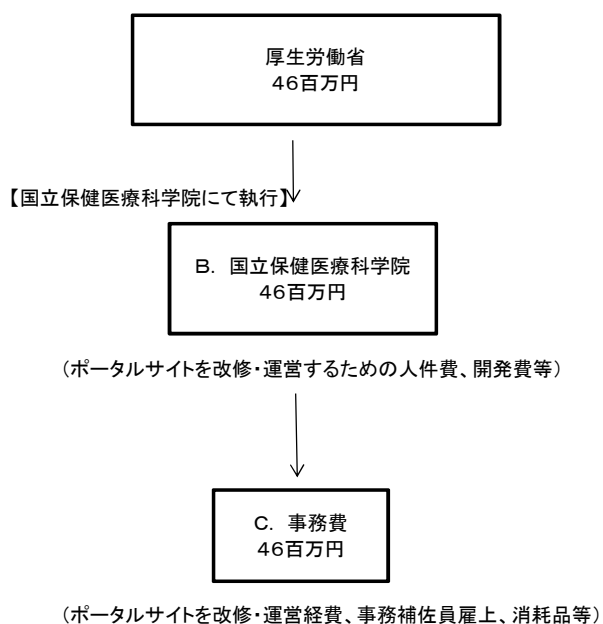 厚生労働省
46百万円
【国立保健医療科学院にて執行】
B. 国立保健医療科学院
46百万円
（ポータルサイトを改修・運営するための人件費、開発費等）
C. 事務費
46百万円
（ポータルサイトを改修・運営経費、事務補佐員雇上、消耗品等）